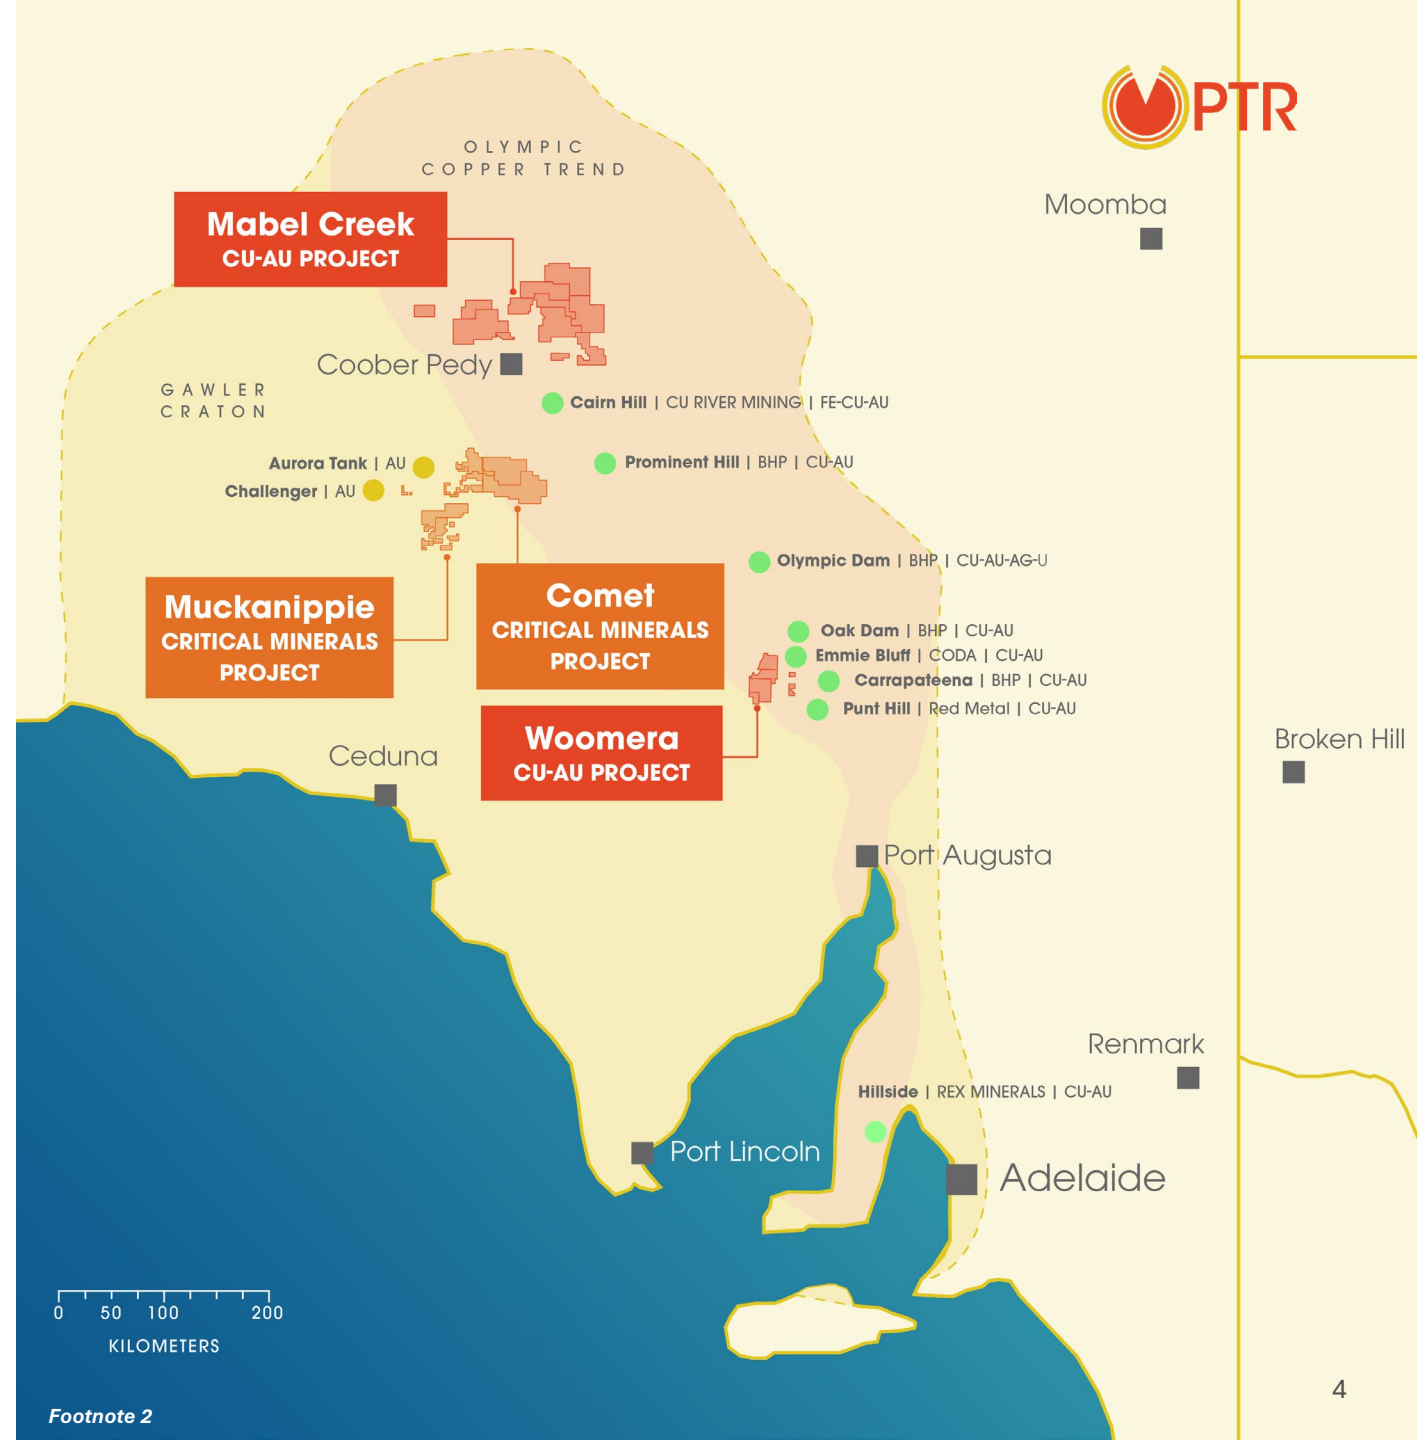 PTR
OLYMPIC
COPPER TREND
Moomba
Mabel Creek
CU-AU PROJECT
Coober Pedy
GAWLER
CRATON
Cairn Hill | CU RIVER MINING | FE-CU-AU
Aurora Tank | AU
Prominent Hill | BHP | CU-AU
Challenger | AU
Olympic Dam | BHP | CU-AU-AG-U
Muckanippie
CRITICAL MINERALS
PROJECT
Comet
CRITICAL MINERALS
PROJECT
Oak Dam | BHP | CU-AU
Emmie Bluff | CODA | CU-AU
Carrapateena | BHP | CU-AU
Punt Hill | Red Metal | CU-AU
Woomera
CU-AU PROJECT
Ceduna
Broken Hill
Port Augusta
Renmark
Hillside | REX MINERALS | CU-AU
Port Lincoln
Adelaide
0 50 100 200
KILOMETERS
4
Footnote 2